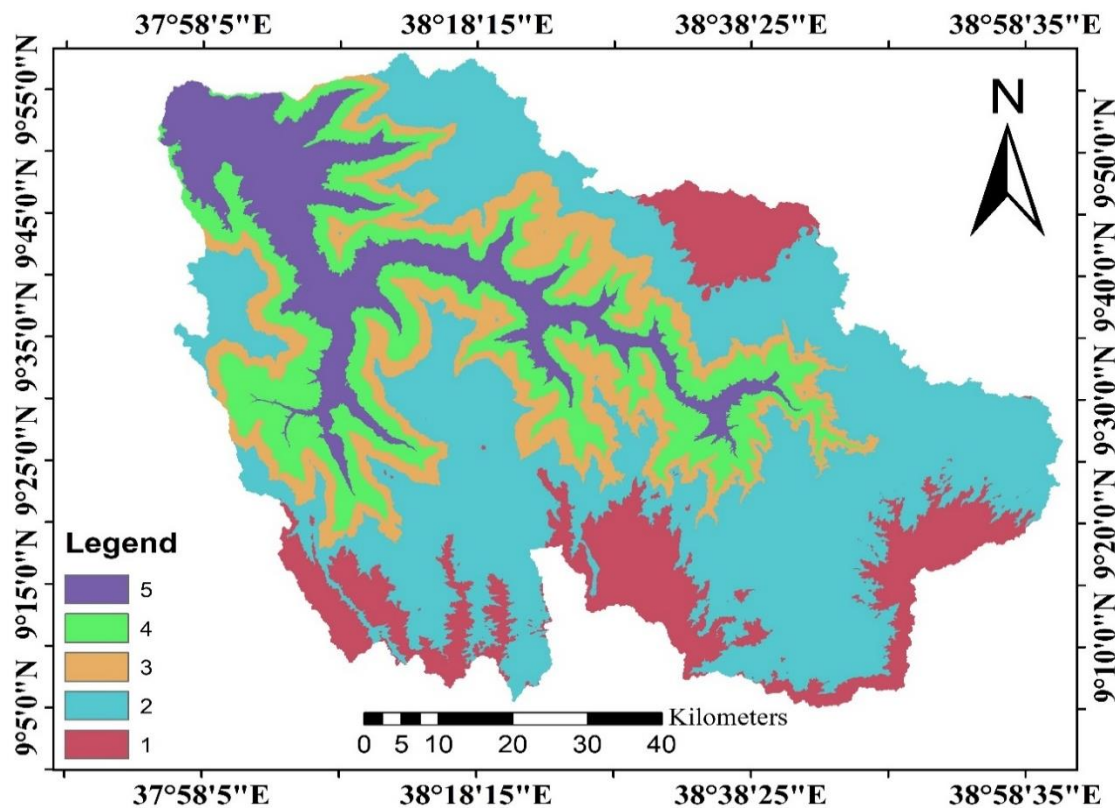 37°58'5"E
38°18'15"E
38°38'25"E
38°58'35"E
9°55'0"N
9°45'0"N
9°35'0"N
9°25'0"N
9°15'0"N
9°5'0"N
N
9°50'0"N
9°40'0"N
9°30'0"N
9°20'0"N
9°10'0"N
Legend
5
4
3
2
1
Kilometers
0 5 10 20 30 40
37°58'5"E
38°18'15"E
38°38'25"E
38°58'35"E